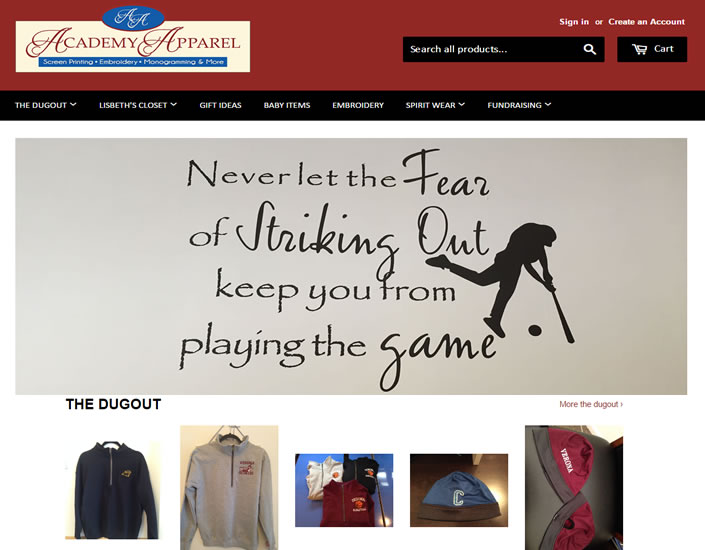 AA
ACADEMY APPAREL
Screen Printing • Embroidery • Monogramming & More
Sign in or Create an Account
Search all products...
Cart
THE DUGOUT
LISBETH'S CLOSET
GIFT IDEAS
BABY ITEMS
EMBROIDERY
SPIRIT WEAR
FUNDRAISING
Never let the Fear
of Striking Out
keep you from
playing the game
THE DUGOUT
More the dugout ›
VERONA
C
VERONA